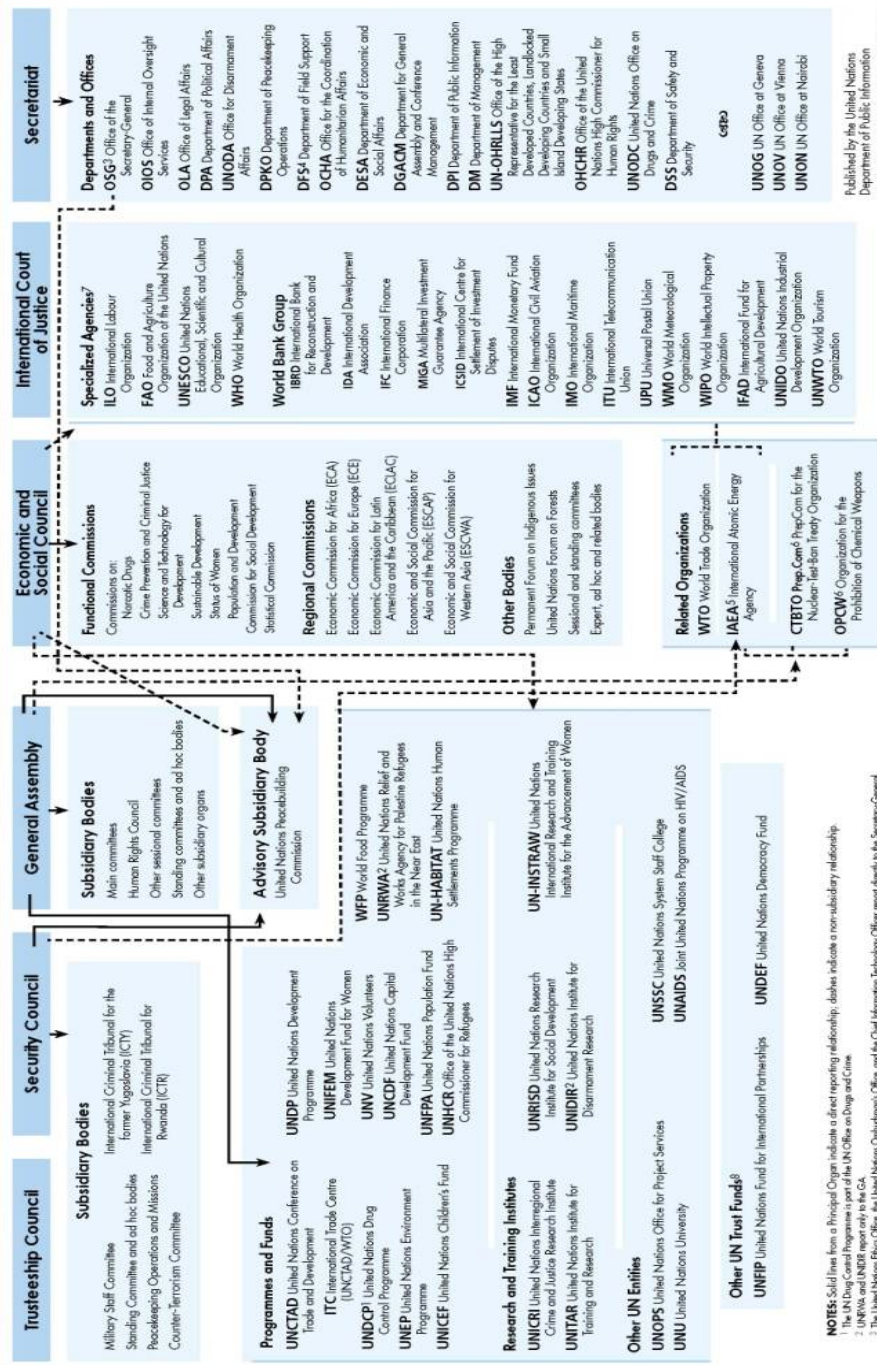 Trusteeship Council
Security Council
General Assembly
Economic and
Social Council
International Court
of Justice
Secretariat
Subsidiary Bodies
Military Staff Committee
Standing Committee and ad hoc bodies
Peacekeeping Operations and Missions
Counter-Terrorism Committee
International Criminal Tribunal for the
former Yugoslavia (ICTY)
International Criminal Tribunal for
Rwanda (ICTR)
Subsidiary Bodies
Main committees
Human Rights Council
Other sessional committees
Standing committees and ad hoc bodies
Other subsidiary organs
Advisory Subsidiary Body
United Nations Peacebuilding
Commission
Programmes and Funds
UNCTAD United Nations Conference on
Trade and Development
ITC International Trade Centre
(UNCTAD/WTO)
UNDCP1 United Nations Drug
Control Programme
UNEP United Nations Environment
Programme
UNICEF United Nations Children's Fund
UNDP United Nations Development
Programme
UNIFEM United Nations
Development Fund for Women
UNV United Nations Volunteers
UNCDF United Nations Capital
Development Fund
UNFPA United Nations Population Fund
UNHCR Office of the United Nations High
Commissioner for Refugees
WFP World Food Programme
UNRWA2 United Nations Relief and
Works Agency for Palestine Refugees
in the Near East
UN-HABITAT United Nations Human
Settlements Programme
Research and Training Institutes
UNICRI United Nations Interregional
Crime and Justice Research Institute
UNITAR United Nations Institute for
Training and Research
UNRISD United Nations Research
Institute for Social Development
UNIDIR2 United Nations Institute for
Disarmament Research
UN-INSTRAW United Nations
International Research and Training
Institute for the Advancement of Women
Other UN Entities
UNOPS United Nations Office for Project Services
UNU United Nations University
UNSSC United Nations System Staff College
UNAIDS Joint United Nations Programme on HIV/AIDS
Other UN Trust Funds8
UNFIP United Nations Fund for International Partnerships
UNDEF United Nations Democracy Fund
Functional Commissions
Commissions on:
Narcotic Drugs
Crime Prevention and Criminal Justice
Science and Technology for
Development
Sustainable Development
Status of Women
Population and Development
Commission for Social Development
Statistical Commission
Regional Commissions
Economic Commission for Africa (ECA)
Economic Commission for Europe (ECE)
Economic Commission for Latin
America and the Caribbean (ECLAC)
Economic and Social Commission for
Asia and the Pacific (ESCAP)
Economic and Social Commission for
Western Asia (ESCWA)
Other Bodies
Permanent Forum on Indigenous Issues
United Nations Forum on Forests
Sessional and standing committees
Expert, ad hoc and related bodies
Related Organizations
WTO World Trade Organization
IAEA5 International Atomic Energy
Agency
CTBTO Prep.Com6 PrepCom for the
Nuclear-Test-Ban Treaty Organization
OPCW6 Organization for the
Prohibition of Chemical Weapons
Specialized Agencies7
ILO International Labour
Organization
FAO Food and Agriculture
Organization of the United Nations
UNESCO United Nations
Educational, Scientific and Cultural
Organization
WHO World Health Organization
World Bank Group
IBRD International Bank
for Reconstruction and
Development
IDA International Development
Association
IFC International Finance
Corporation
MIGA Multilateral Investment
Guarantee Agency
ICSID International Centre for
Settlement of Investment
Disputes
IMF International Monetary Fund
ICAO International Civil Aviation
Organization
IMO International Maritime
Organization
ITU International Telecommunication
Union
UPU Universal Postal Union
WMO World Meteorological
Organization
WIPO World Intellectual Property
Organization
IFAD International Fund for
Agricultural Development
UNIDO United Nations Industrial
Development Organization
UNWTO World Tourism
Organization
Departments and Offices
OSG3 Office of the
Secretary-General
OIOS Office of Internal Oversight
Services
OLA Office of Legal Affairs
DPA Department of Political Affairs
UNODA Office for Disarmament
Affairs
DPKO Department of Peacekeeping
Operations
DFS4 Department of Field Support
OCHA Office for the Coordination
of Humanitarian Affairs
DESA Department of Economic and
Social Affairs
DGACM Department for General
Assembly and Conference
Management
DPI Department of Public Information
DM Department of Management
UN-OHRLLS Office of the High
Representative for the Least
Developed Countries, Landlocked
Developing Countries and Small
Island Developing States
OHCHR Office of the United
Nations High Commissioner for
Human Rights
UNODC United Nations Office on
Drugs and Crime
DSS Department of Safety and
Security
UNOG UN Office at Geneva
UNOV UN Office at Vienna
UNON UN Office at Nairobi
Published by the United Nations
Department of Public Information
NOTES: Solid lines from a Principal Organ indicate a direct reporting relationship; dashes indicate a non-subsidiary relationship.
1 The UN Drug Control Programme is part of the UN Office on Drugs and Crime.
2 UNRWA and UNIDIR report only to the GA.
3 The United Nations Ethics Office, the United Nations Ombudsman's Office, and the Chief Information Technology Officer report directly to the Secretary-General.